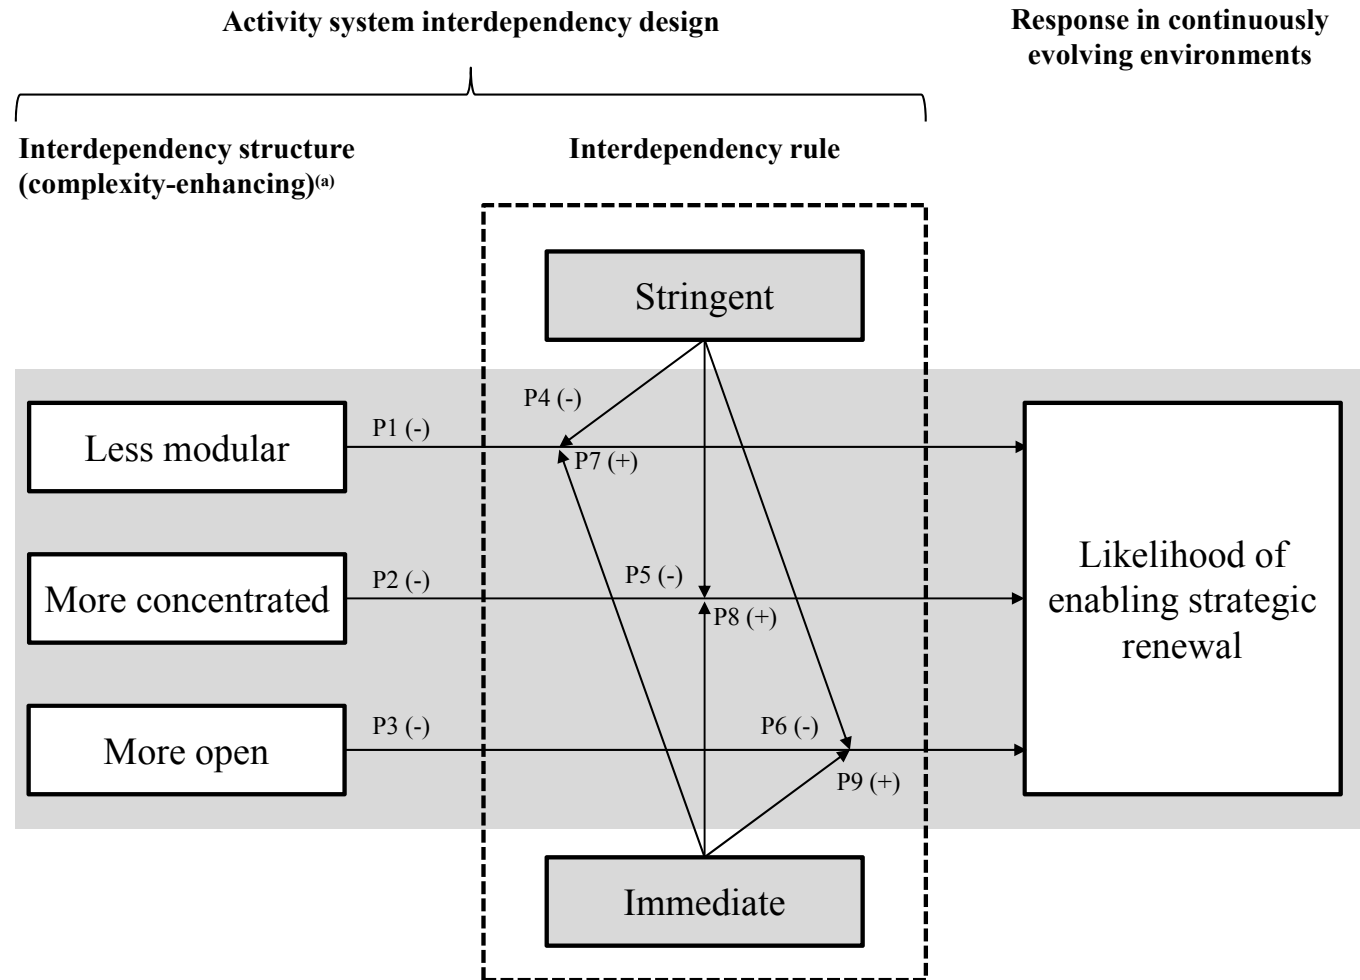 Activity system interdependency design
Response in continuously
evolving environments
Interdependency structure
(complexity-enhancing)(a)
Interdependency rule
Stringent
P4 (-)
Less modular
P1 (-)
P7 (+)
More concentrated
P2 (-)
P5 (-)
P8 (+)
Likelihood of
enabling strategic
renewal
More open
P3 (-)
P6 (-)
P9 (+)
Immediate